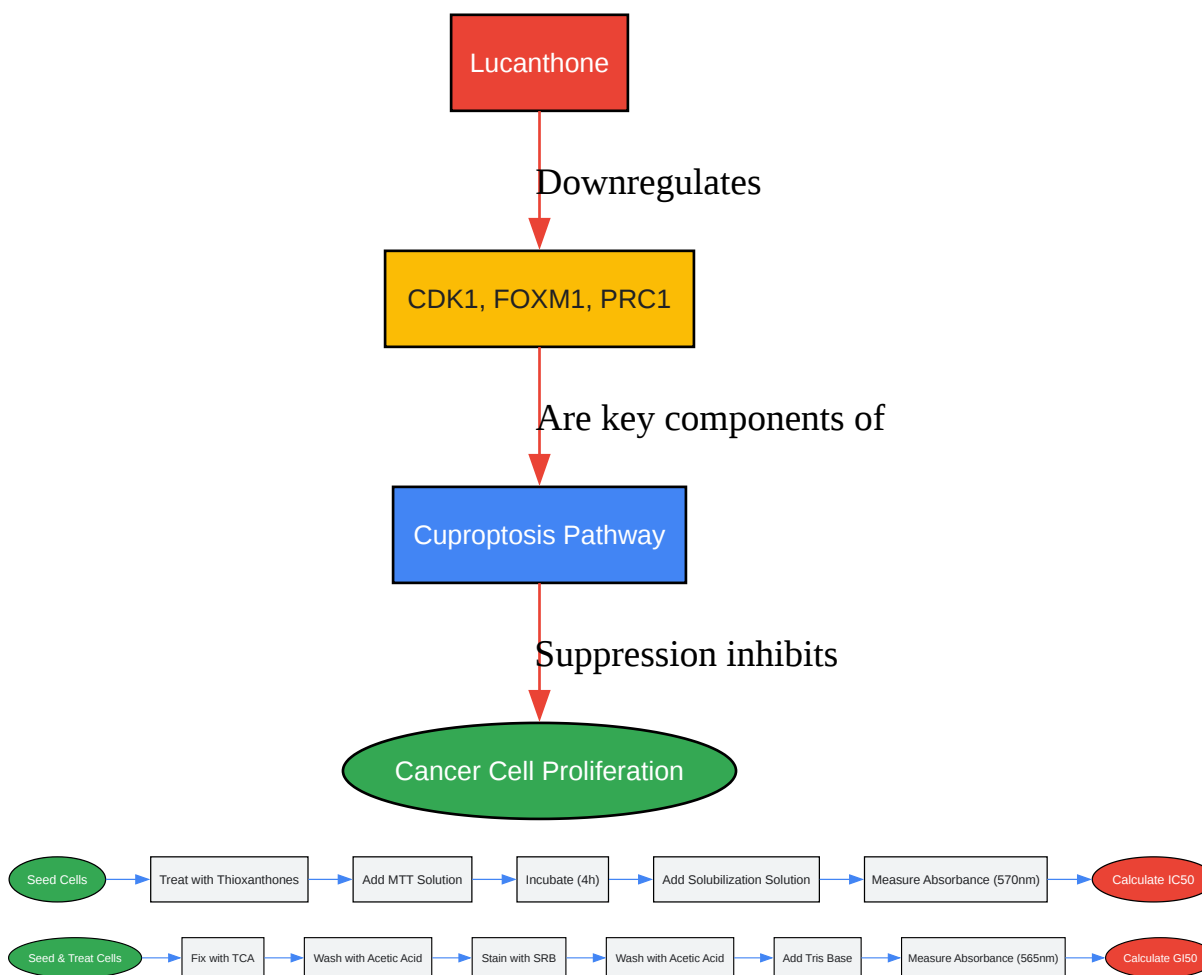 Lucanthone
Downregulates
CDK1, FOXM1, PRC1
Are key components of
Cuproptosis Pathway
Suppression inhibits
Cancer Cell Proliferation
Seed Cells
Treat with Thioxanthones
Add MTT Solution
Incubate (4h)
Add Solubilization Solution
Measure Absorbance (570nm)
Calculate IC50
Seed & Treat Cells
Fix with TCA
Wash with Acetic Acid
Stain with SRB
Wash with Acetic Acid
Add Tris Base
Measure Absorbance (565nm)
Calculate GI50